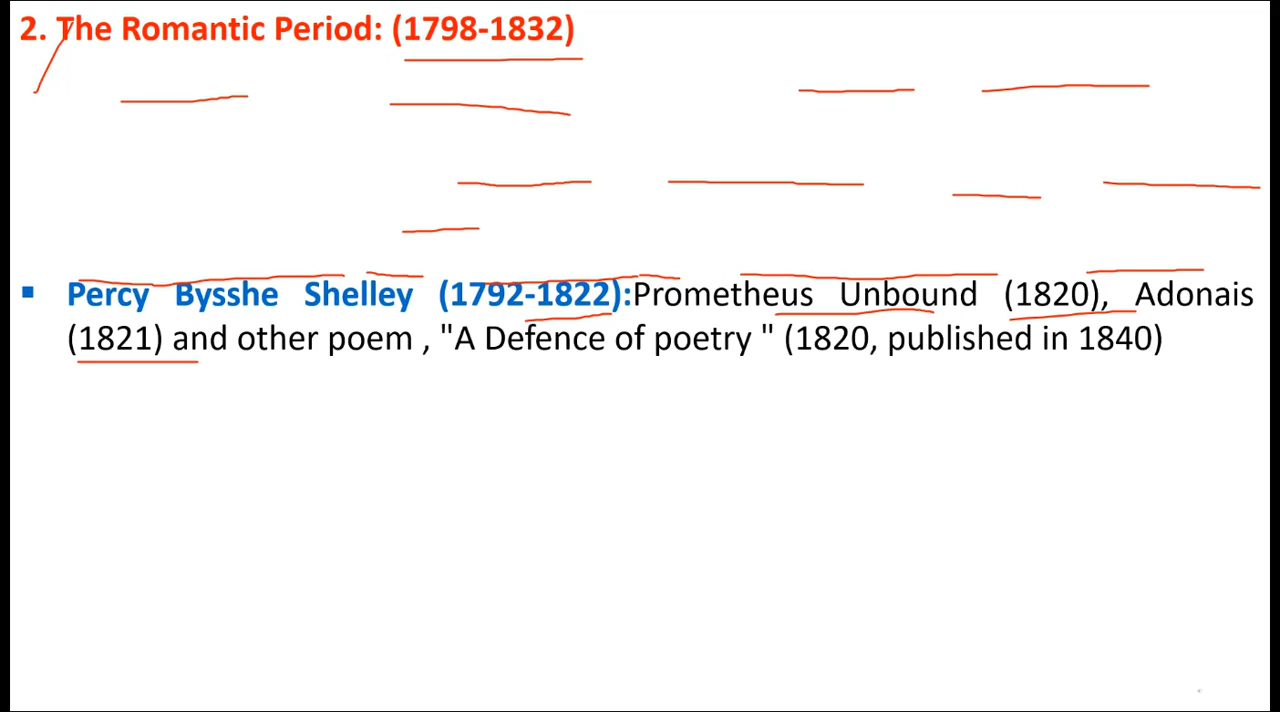 2. The Romantic Period: (1798-1832)
▪ Percy Bysshe Shelley (1792-1822):Prometheus Unbound (1820), Adonais
(1821) and other poem , "A Defence of poetry " (1820, published in 1840)